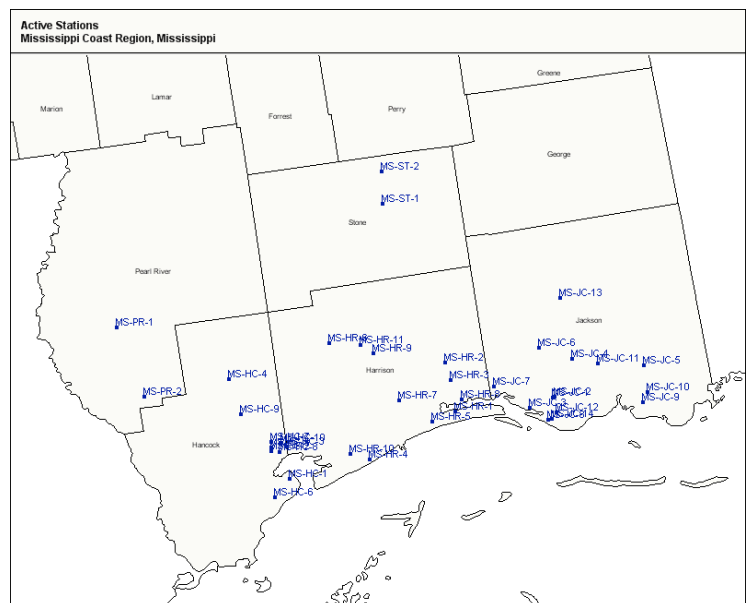 Active Stations
Mississippi Coast Region, Mississippi
Greene
Marion
Lamar
Forrest
Perry
George
MS-ST-2
MS-ST-1
Stone
Pearl River
MS-JC-13
MS-PR-1
Jackson
MS-HR-11
MS-JC-6
MS-HR-9
MS-JC-4
MS-HR-2
MS-JC-11
MS-JC-5
Harrison
MS-HC-4
MS-HR-3
MS-JC-7
MS-PR-2
MS-HR-7
MS-JC-10
MS-JC-9
MS-HC-9
MS-HR-1
MS-HR-5
MS-JC-12
Hancock
MS-HR-10
MS-HR-4
MS-HC-1
MS-HC-6